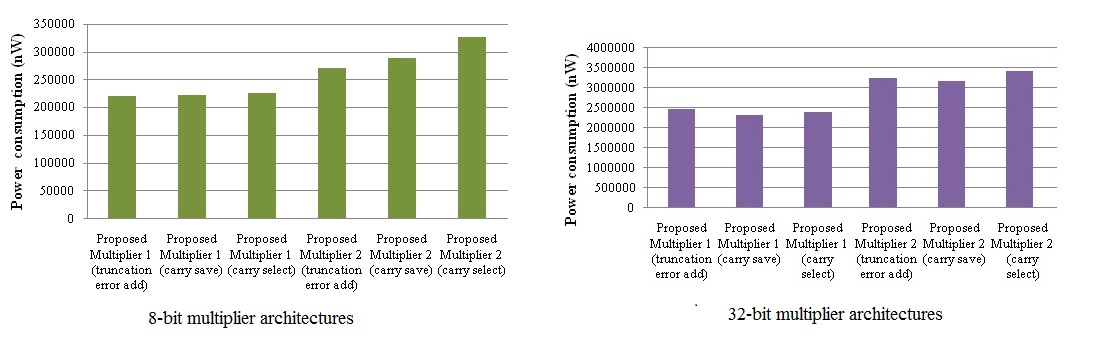 Power consumption (nW)
350000
300000
250000
200000
150000
100000
50000
0
Proposed
Multiplier 1
(truncation
error add)
Proposed
Multiplier 1
(carry save)
Proposed
Multiplier 1
(carry select)
Proposed
Multiplier 2
(truncation
error add)
Proposed
Multiplier 2
(carry save)
Proposed
Multiplier 2
(carry select)
8-bit multiplier architectures
Power consumption (nW)
4000000
3500000
3000000
2500000
2000000
1500000
1000000
500000
0
Proposed
Multiplier 1
(truncation
error add)
Proposed
Multiplier 1
(carry save)
Proposed
Multiplier 1
(carry
select)
Proposed
Multiplier 2
(truncation
error add)
Proposed
Multiplier 2
(carry save)
Proposed
Multiplier 2
(carry
select)
32-bit multiplier architectures